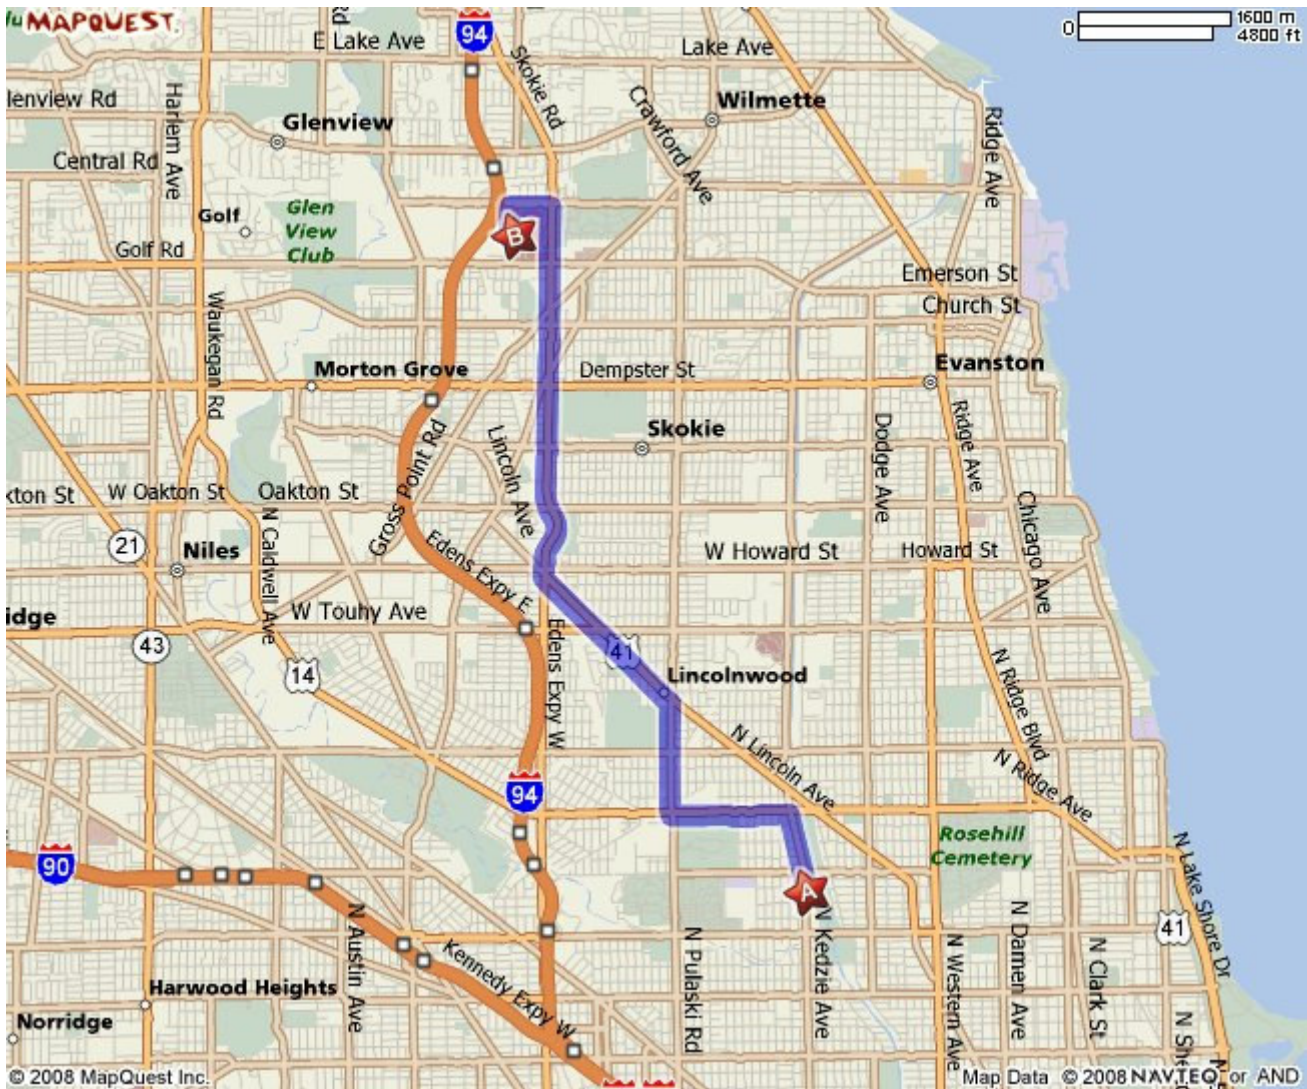 MAPQUEST.
Rd
94
E Lake Ave
Skokie Rd
Lake Ave
0
1600 m
4800 ft
lenview Rd
Harlem Ave
Glenview
Crawford Ave
Wilmette
Ridge Ave
Central Rd
Golf
Glen
View
Club
B
Golf Rd
Emerson St
Church St
Waukegan Rd
Morton Grove
Dempster St
Evanston
Gross Point Rd
Lincoln Ave
Skokie
Dodge Ave
Ridge Ave
kton St
W Oakton St
Oakton St
Chicago Ave
21
Niles
N Caldwell Ave
Edens Expy E
W Howard St
Howard St
idge
W Touhy Ave
43
14
Edens Expy W
41
Lincolnwood
N Ridge Blvd
N Lincoln Ave
N Ridge Ave
94
90
Rosehill
Cemetery
A
N Lake Shore Dr
N Austin Ave
Kennedy Expy W
N Pulaski Rd
N Kedzie Ave
N Western Ave
N Damen Ave
N Clark St
41
Harwood Heights
Norridge
N She
N
© 2008 MapQuest Inc.
Map Data © 2008 NAVTEQ or AND